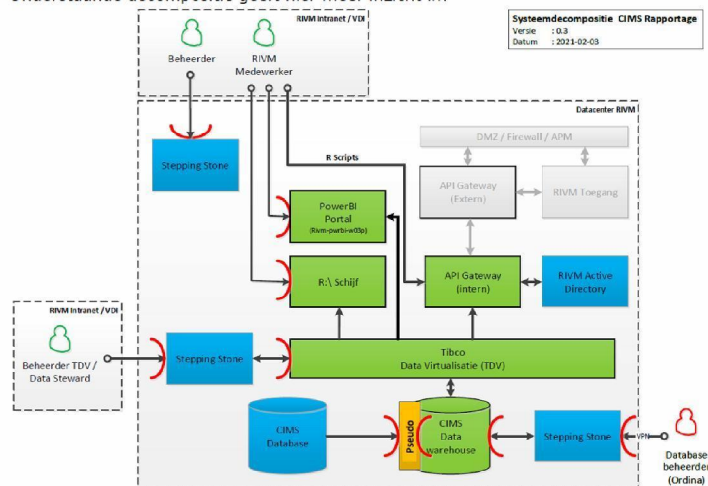 RIVM Intranet / VDI
Systeemdecompositie CIMS Rapportage
Versie : 0.3
Datum : 2021-02-03
Beheerder
RIVM
Medewerker
Datacenter RIVM
DMZ / Firewall / APM
R Scripts
Stepping Stone
API Gateway
(Extern)
RIVM Toegang
PowerBI
Portal
(Rivm-pwrbi-w03p)
R:\ Schijf
API Gateway
(intern)
RIVM Active
Directory
RIVM Intranet /VDI
Beheerder TDV /
Data Steward
Stepping Stone
Tibco
Data Virtualisatie (TDV)
CIMS
Database
Pseudo
CIMS
Data
warehouse
Stepping Stone
VPN
Database
beheerder
(Ordina)